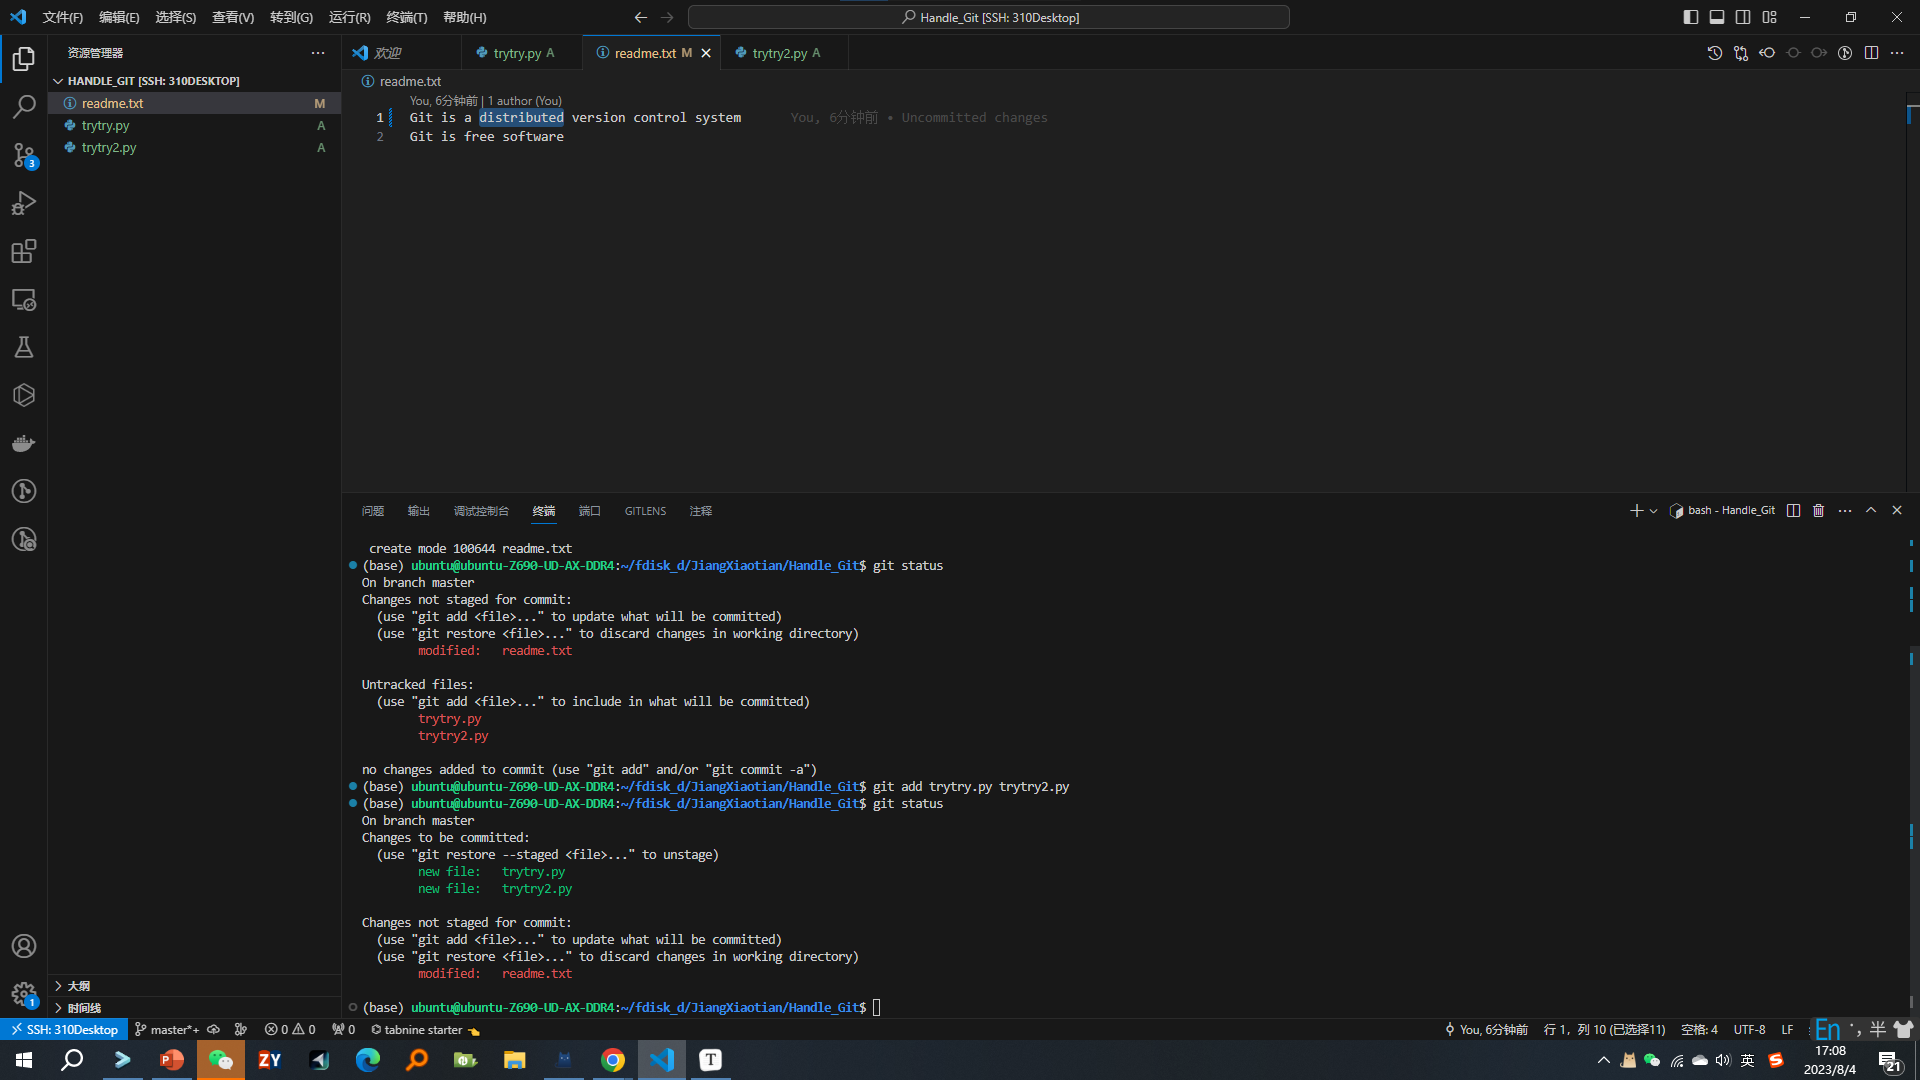 文件(F) 编辑(E) 选择(S) 查看(V) 转到(G) 运行(R) 终端(T) 帮助(H)
Handle_Git [SSH: 310Desktop]
资源管理器
欢迎
trytry.py A
readme.txt M
trytry2.py A
HANDLE_GIT [SSH: 310DESKTOP]
readme.txt M
trytry.py A
trytry2.py A
readme.txt
You, 6分钟前 | 1 author (You)
1 Git is a distributed version control system You, 6分钟前 • Uncommitted changes
2 Git is free software
3
问题 输出 调试控制台 终端 端口 GITLENS 注释
bash - Handle_Git
create mode 100644 readme.txt
(base) ubuntu@ubuntu-Z690-UD-AX-DDR4:~/fdisk_d/JiangXiaotian/Handle_Git$ git status
On branch master
Changes not staged for commit:
(use "git add <file>..." to update what will be committed)
(use "git restore <file>..." to discard changes in working directory)
modified: readme.txt
Untracked files:
(use "git add <file>..." to include in what will be committed)
trytry.py
trytry2.py
no changes added to commit (use "git add" and/or "git commit -a")
(base) ubuntu@ubuntu-Z690-UD-AX-DDR4:~/fdisk_d/JiangXiaotian/Handle_Git$ git add trytry.py trytry2.py
(base) ubuntu@ubuntu-Z690-UD-AX-DDR4:~/fdisk_d/JiangXiaotian/Handle_Git$ git status
On branch master
Changes to be committed:
(use "git restore --staged <file>..." to unstage)
new file: trytry.py
new file: trytry2.py
Changes not staged for commit:
(use "git add <file>..." to update what will be committed)
(use "git restore <file>..." to discard changes in working directory)
modified: readme.txt
(base) ubuntu@ubuntu-Z690-UD-AX-DDR4:~/fdisk_d/JiangXiaotian/Handle_Git$
大纲
时间线
1
SSH: 310Desktop master*+ 0 0 0 tabnine starter
You, 6分钟前 行 1，列 10 (已选择11) 空格: 4 UTF-8 LF
En 半
ZY
T
英
17:08
2023/8/4
21